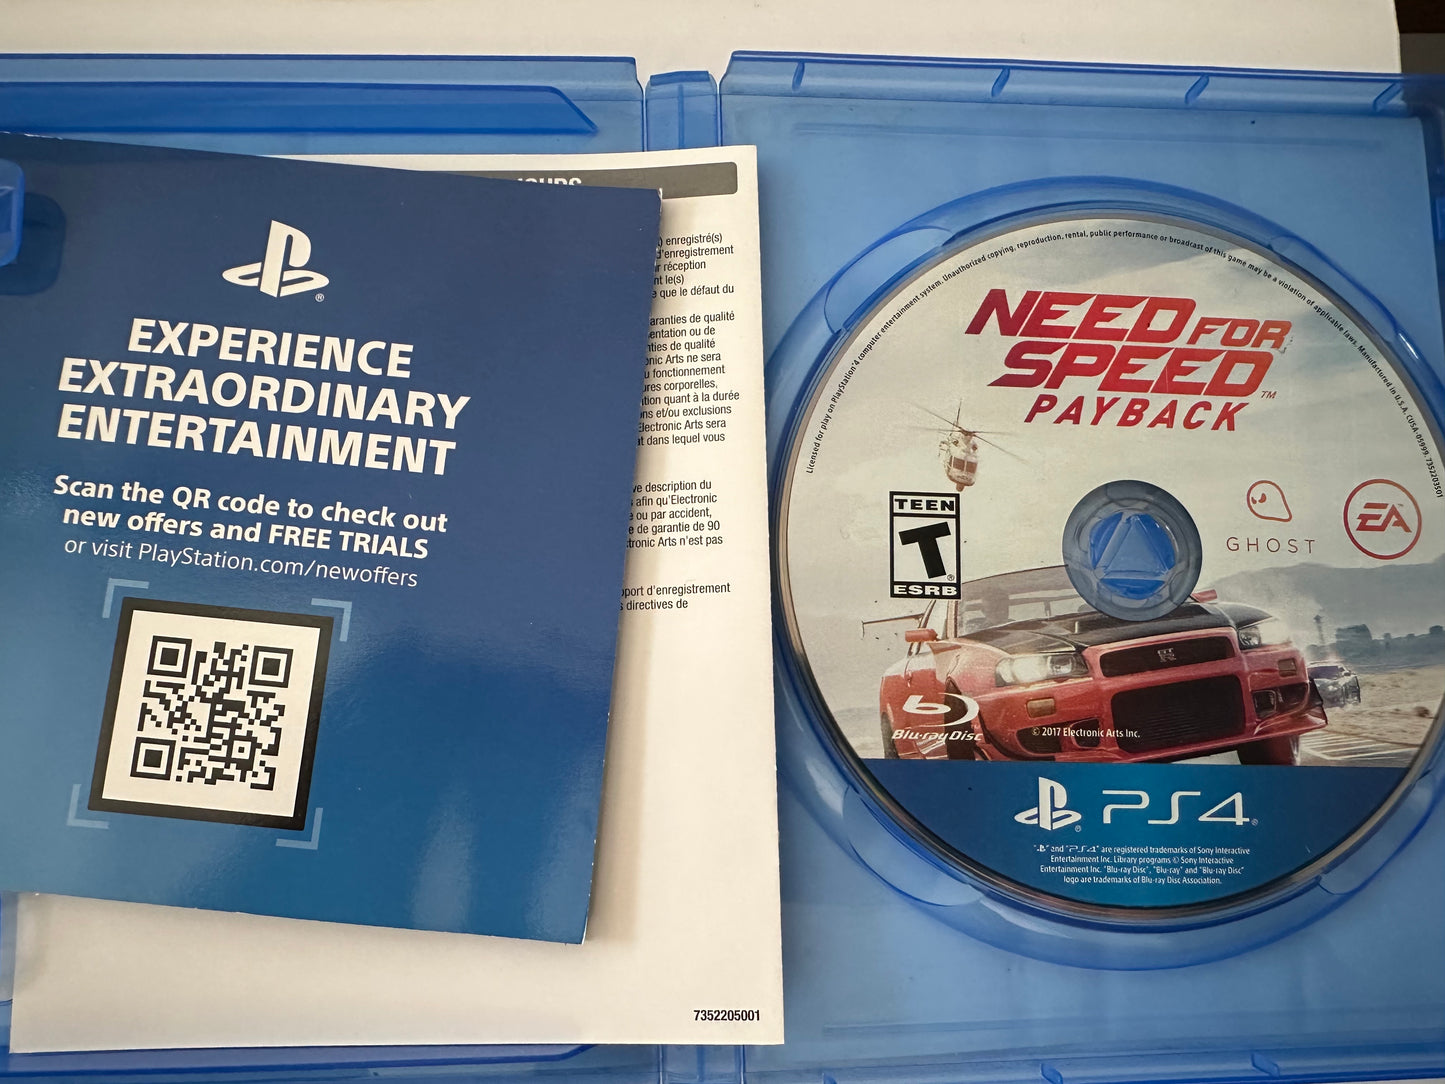 EXPERIENCE
EXTRAORDINARY
ENTERTAINMENT
Scan the QR code to check out
new offers and FREE TRIALS
or visit PlayStation.com/newoffers
enregistré(s)
d'enregistrement
réception
le(s)
que le défaut du
de qualité
ou de
de qualité
Arts ne sera
fonctionnement
corporelles,
quant à la durée
et/ou exclusions
Electronic Arts sera
dans lequel vous
description du
afin qu'Electronic
ou par accident,
de garantie de 90
Arts n'est pas
d'enregistrement
directives de
7352205001
Licensed for play on PlayStation®4 computer entertainment system. Unauthorized copying, reproduction, rental, public performance or broadcast of this game may be a violation of applicable laws. Manufactured in U.S.A. CUSA-05999. 7352203501
NEED FOR
SPEED™
PAYBACK
TEEN
T®
ESRB
GHOST
EA
Blu-ray Disc
© 2017 Electronic Arts Inc.
PS4®
" " and "PS4" are registered trademarks of Sony Interactive
Entertainment Inc. Library programs © Sony Interactive
Entertainment Inc. "Blu-ray Disc", "Blu-ray" and "Blu-ray Disc"
logo are trademarks of Blu-ray Disc Association.